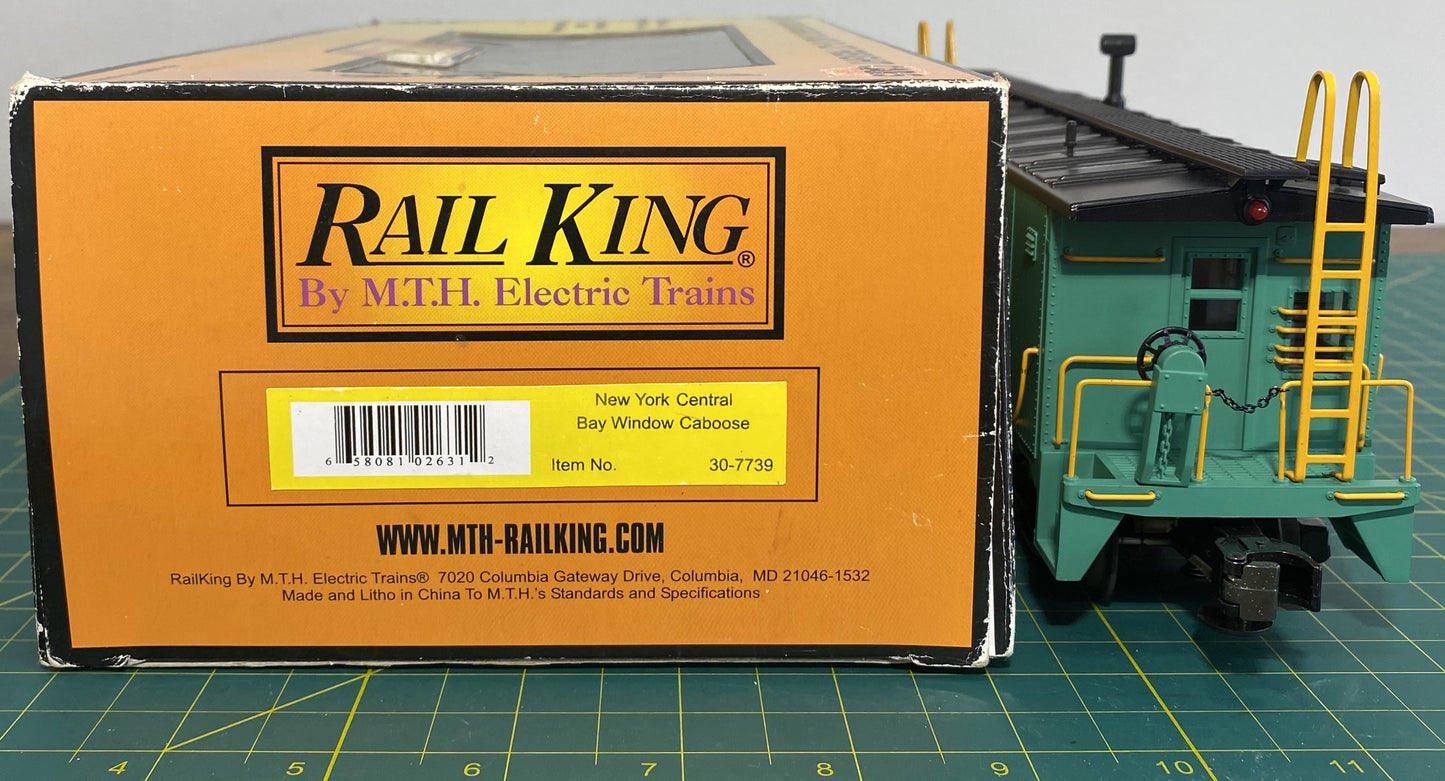 RAIL KING®
By M.T.H. Electric Trains
New York Central
Bay Window Caboose
6 58081 02631 2
Item No. 30-7739
WWW.MTH-RAILKING.COM
RailKing By M.T.H. Electric Trains® 7020 Columbia Gateway Drive, Columbia, MD 21046-1532
Made and Litho in China To M.T.H.'s Standards and Specifications
4 5 6 7 8 9 10 11